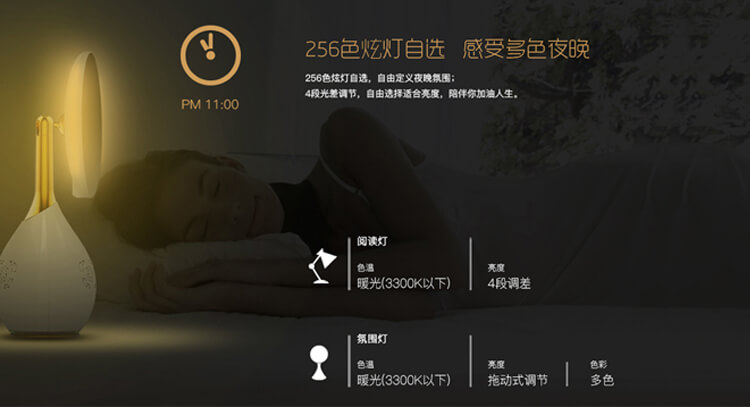 256色炫灯自选 感受多色夜晚
256色炫灯自选，自由定义夜晚氛围；
4段光差调节，自由选择适合亮度，陪伴你加油人生。
PM 11:00
阅读灯
色温 亮度
暖光(3300K以下) 4段调差
氛围灯
色温 亮度 色彩
暖光(3300K以下) 拖动式调节 多色